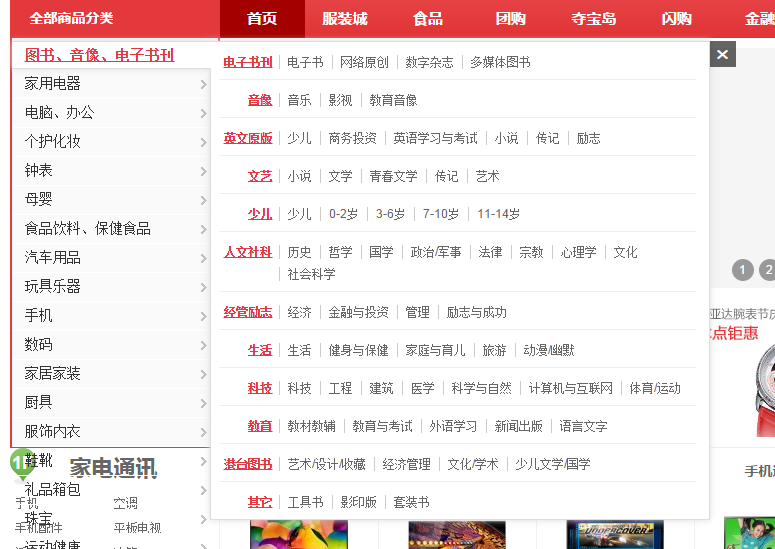 全部商品分类 首页 服装城 食品 团购 夺宝岛 闪购 金融
图书、音像、电子书刊
家用电器
电脑、办公
个护化妆
钟表
母婴
食品饮料、保健食品
汽车用品
玩具乐器
手机
数码
家居家装
厨具
服饰内衣
鞋靴
礼品箱包
珠宝
运动健康
电子书刊 电子书 网络原创 数字杂志 多媒体图书
音像 音乐 影视 教育音像
英文原版 少儿 商务投资 英语学习与考试 小说 传记 励志
文艺 小说 文学 青春文学 传记 艺术
少儿 少儿 0-2岁 3-6岁 7-10岁 11-14岁
人文社科 历史 哲学 国学 政治/军事 法律 宗教 心理学 文化
社会科学
经管励志 经济 金融与投资 管理 励志与成功
生活 生活 健身与保健 家庭与育儿 旅游 动漫/幽默
科技 科技 工程 建筑 医学 科学与自然 计算机与互联网 体育/运动
教育 教材教辅 教育与考试 外语学习 新闻出版 语言文字
港台图书 艺术/设计/收藏 经济管理 文化/学术 少儿文学/国学
其它 工具书 影印版 套装书
×
1 2
亚达腕表节庆
点钜惠
手机通
家电通讯
手机 空调
手机配件 平板电视
UNDERCOVER